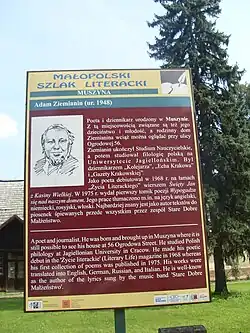 MAŁOPOLSKI
SZLAK LITERACKI
MUSZYNA
Adam Ziemianin (ur. 1948)
Poeta i dziennikarz urodzony w Muszynie.
Z tą miejscowością związane są też jego
dzieciństwo i młodość, a rodzinny dom
Ziemianina wciąż można oglądać przy ulicy
Ogrodowej 56.
Ziemianin ukończył Studium Nauczycielskie,
a potem studiował filologię polską na
Uniwersytecie Jagiellońskim. Był
dziennikarzem „Kolejarza”, „Echa Krakowa”
i „Gazety Krakowskiej”.
Jako poeta debiutował w 1968 r. na łamach
„Życia Literackiego” wierszem Święty Jan
z Kasiny Wielkiej. W 1975 r. wydał pierwszy tomik poezji
się nad naszym domem. Jego prace tłumaczono m.in. na język angielski,
niemiecki, rosyjski, włoski. Najbardziej znany jest jako autor tekstów do
piosenek śpiewanych przede wszystkim przez zespół Stare Dobre
Małżeństwo.
A poet and journalist. He was born and brought up in Muszyna where it is
still possible to see his house at 56 Ogrodowa Street. He studied Polish
philology at Jagiellonian University in Cracow. He made his poetic
debut in the 'Życie literackie' (Literary Life) magazine in 1968 whereas
his first collection of poems was published in 1975. His works were
translated into English, German, Russian, and Italian. He is well-know
as the author of the lyrics sung by the music band 'Stare Dobre
Małżeństwo'.